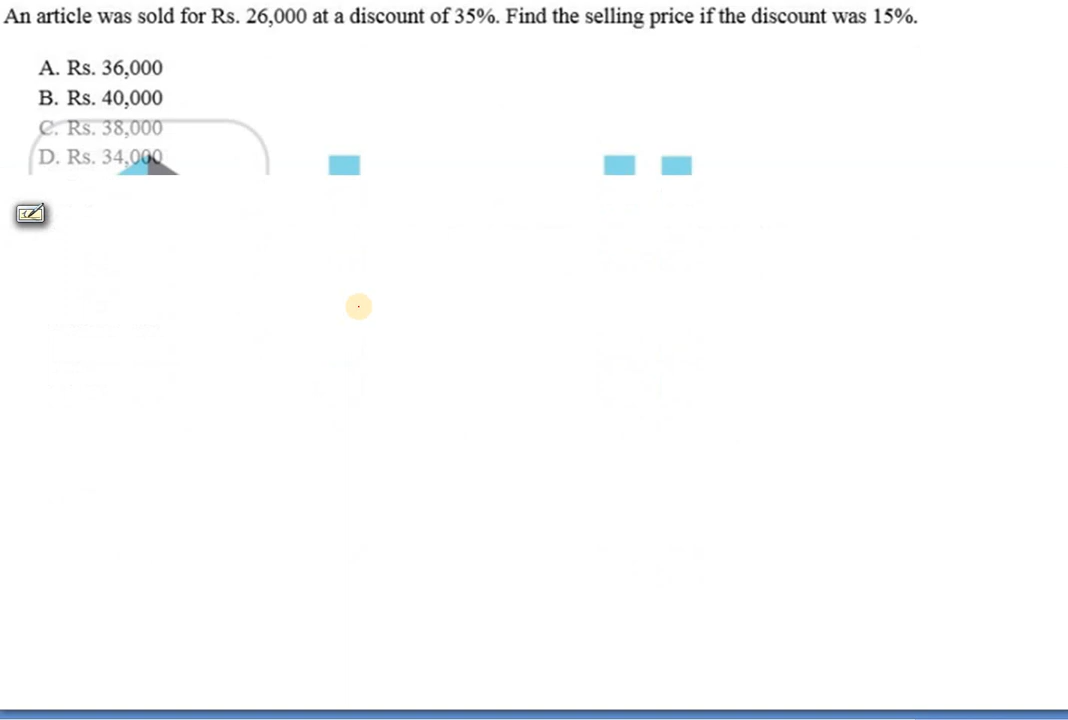 An article was sold for Rs. 26,000 at a discount of 35%. Find the selling price if the discount was 15%.
A. Rs. 36,000
B. Rs. 40,000
C. Rs. 38,000
D. Rs. 34,000